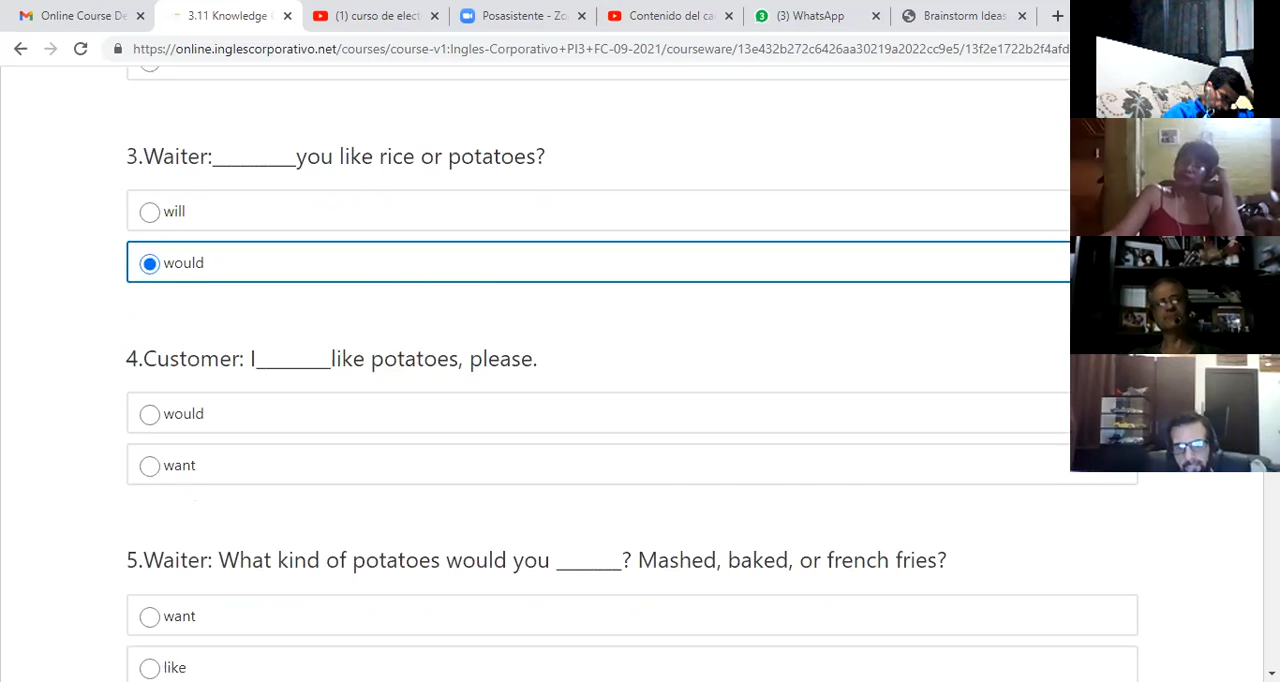 Online Course De
3.11 Knowledge
(1) curso de elect
Posasistente - Zo
Contenido del ca
(3) WhatsApp
Brainstorm Ideas
https://online.inglescorporativo.net/courses/course-v1:Ingles-Corporativo+PI3+FC-09-2021/courseware/13e432b272c6426aa30219a2022cc9e5/13f2e1722b2f4afd
3.Waiter:_________you like rice or potatoes?
will
would
4.Customer: I________like potatoes, please.
would
want
5.Waiter: What kind of potatoes would you _______? Mashed, baked, or french fries?
want
like